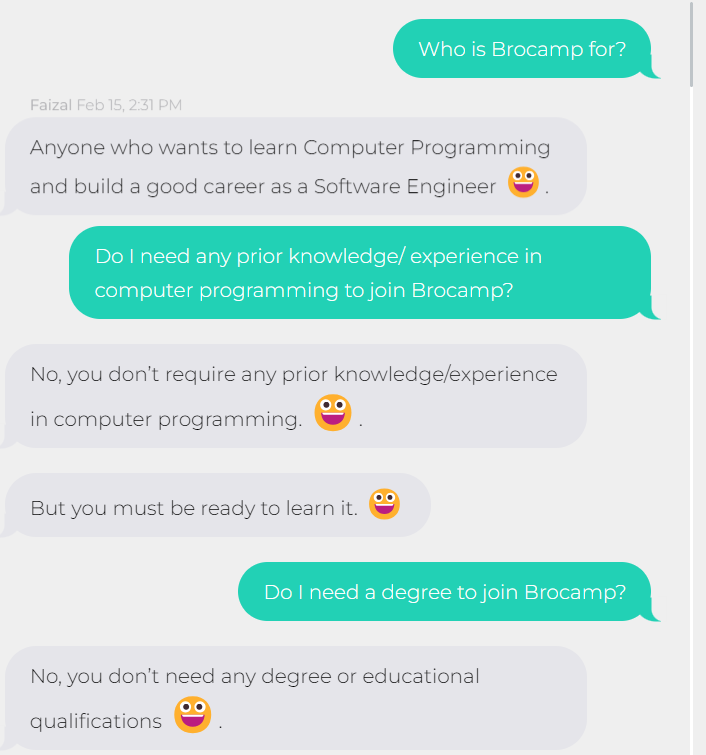 Who is Brocamp for?
Faizal Feb 15, 2:31 PM
Anyone who wants to learn Computer Programming
and build a good career as a Software Engineer 😀 .
Do I need any prior knowledge/ experience in
computer programming to join Brocamp?
No, you don’t require any prior knowledge/experience
in computer programming. 😀 .
But you must be ready to learn it. 😀
Do I need a degree to join Brocamp?
No, you don’t need any degree or educational
qualifications 😀 .